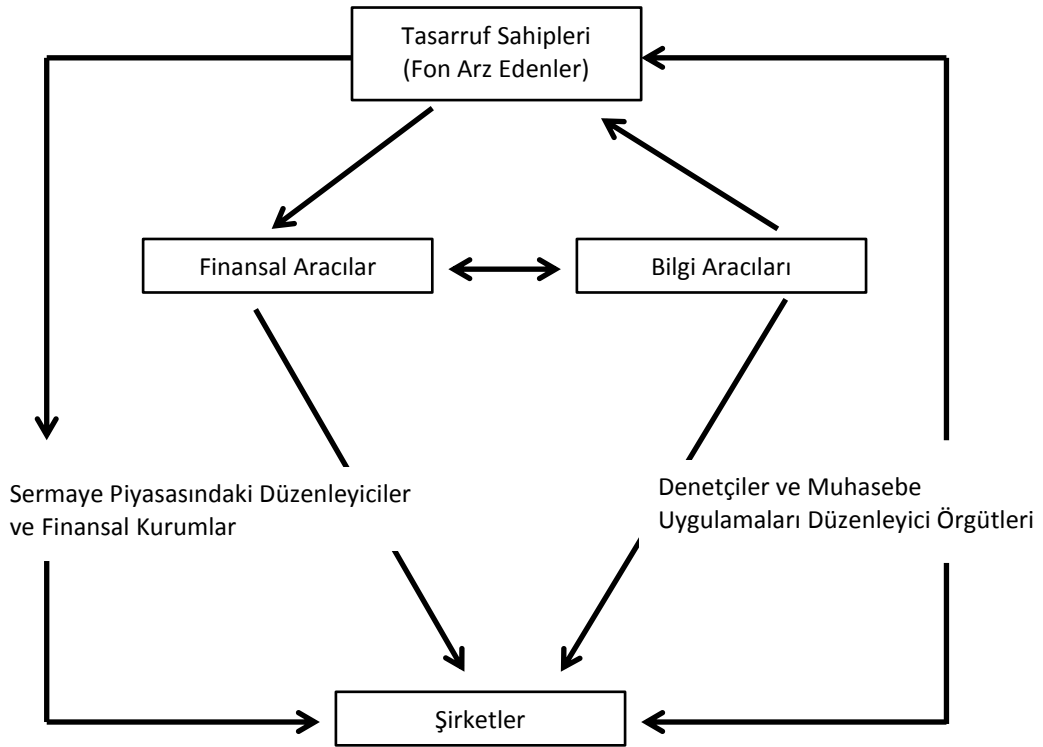 Tasarruf Sahipleri
(Fon Arz Edenler)
Finansal Aracılar
Bilgi Aracıları
Sermaye Piyasasındaki Düzenleyiciler
ve Finansal Kurumlar
Denetçiler ve Muhasebe
Uygulamaları Düzenleyici Örgütleri
Şirketler